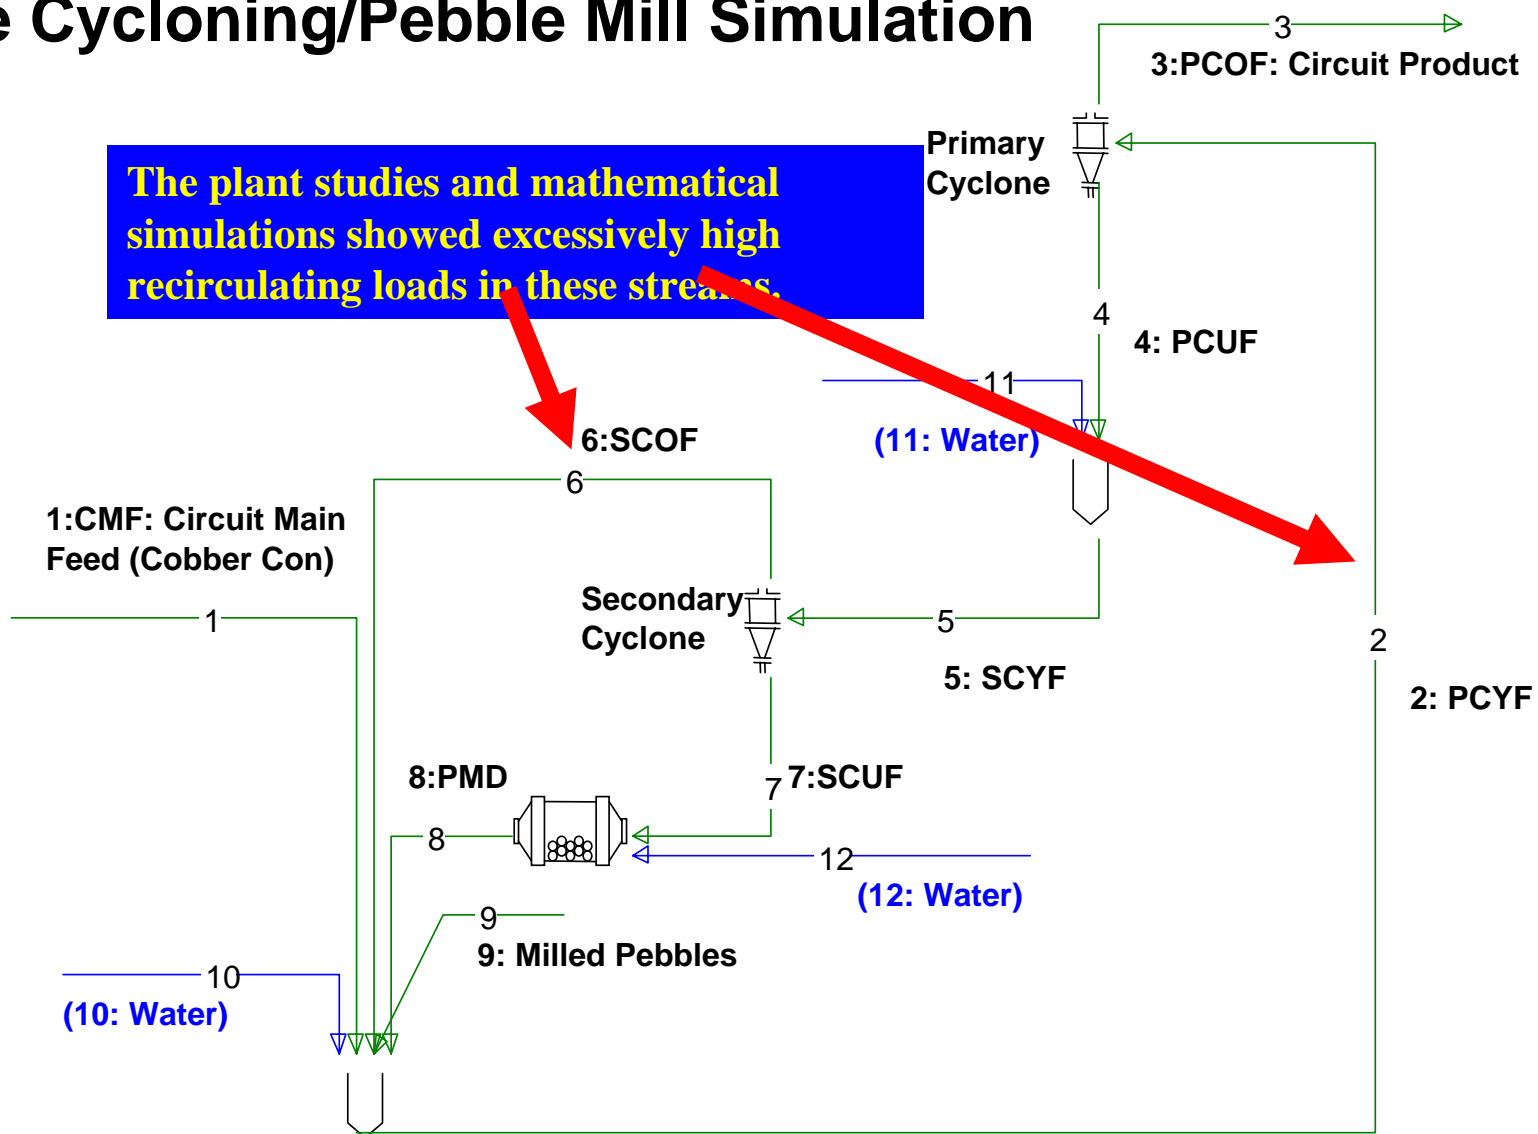 e Cycloning/Pebble Mill Simulation
3
3:PCOF: Circuit Product
Primary
Cyclone
The plant studies and mathematical
simulations showed excessively high
recirculating loads in these streams.
4
4: PCUF
11
(11: Water)
6:SCOF
6
1:CMF: Circuit Main
Feed (Cobber Con)
Secondary
Cyclone
1
5
2
5: SCYF
2: PCYF
8:PMD
7
7:SCUF
8
12
(12: Water)
9
9: Milled Pebbles
10
(10: Water)